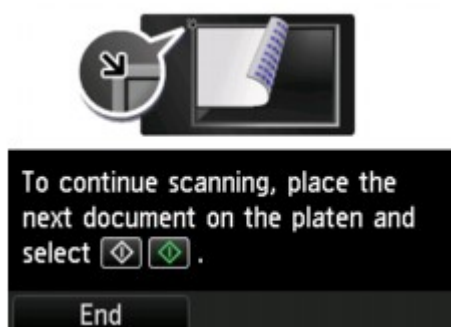 To continue scanning, place the
next document on the platen and
select .
End